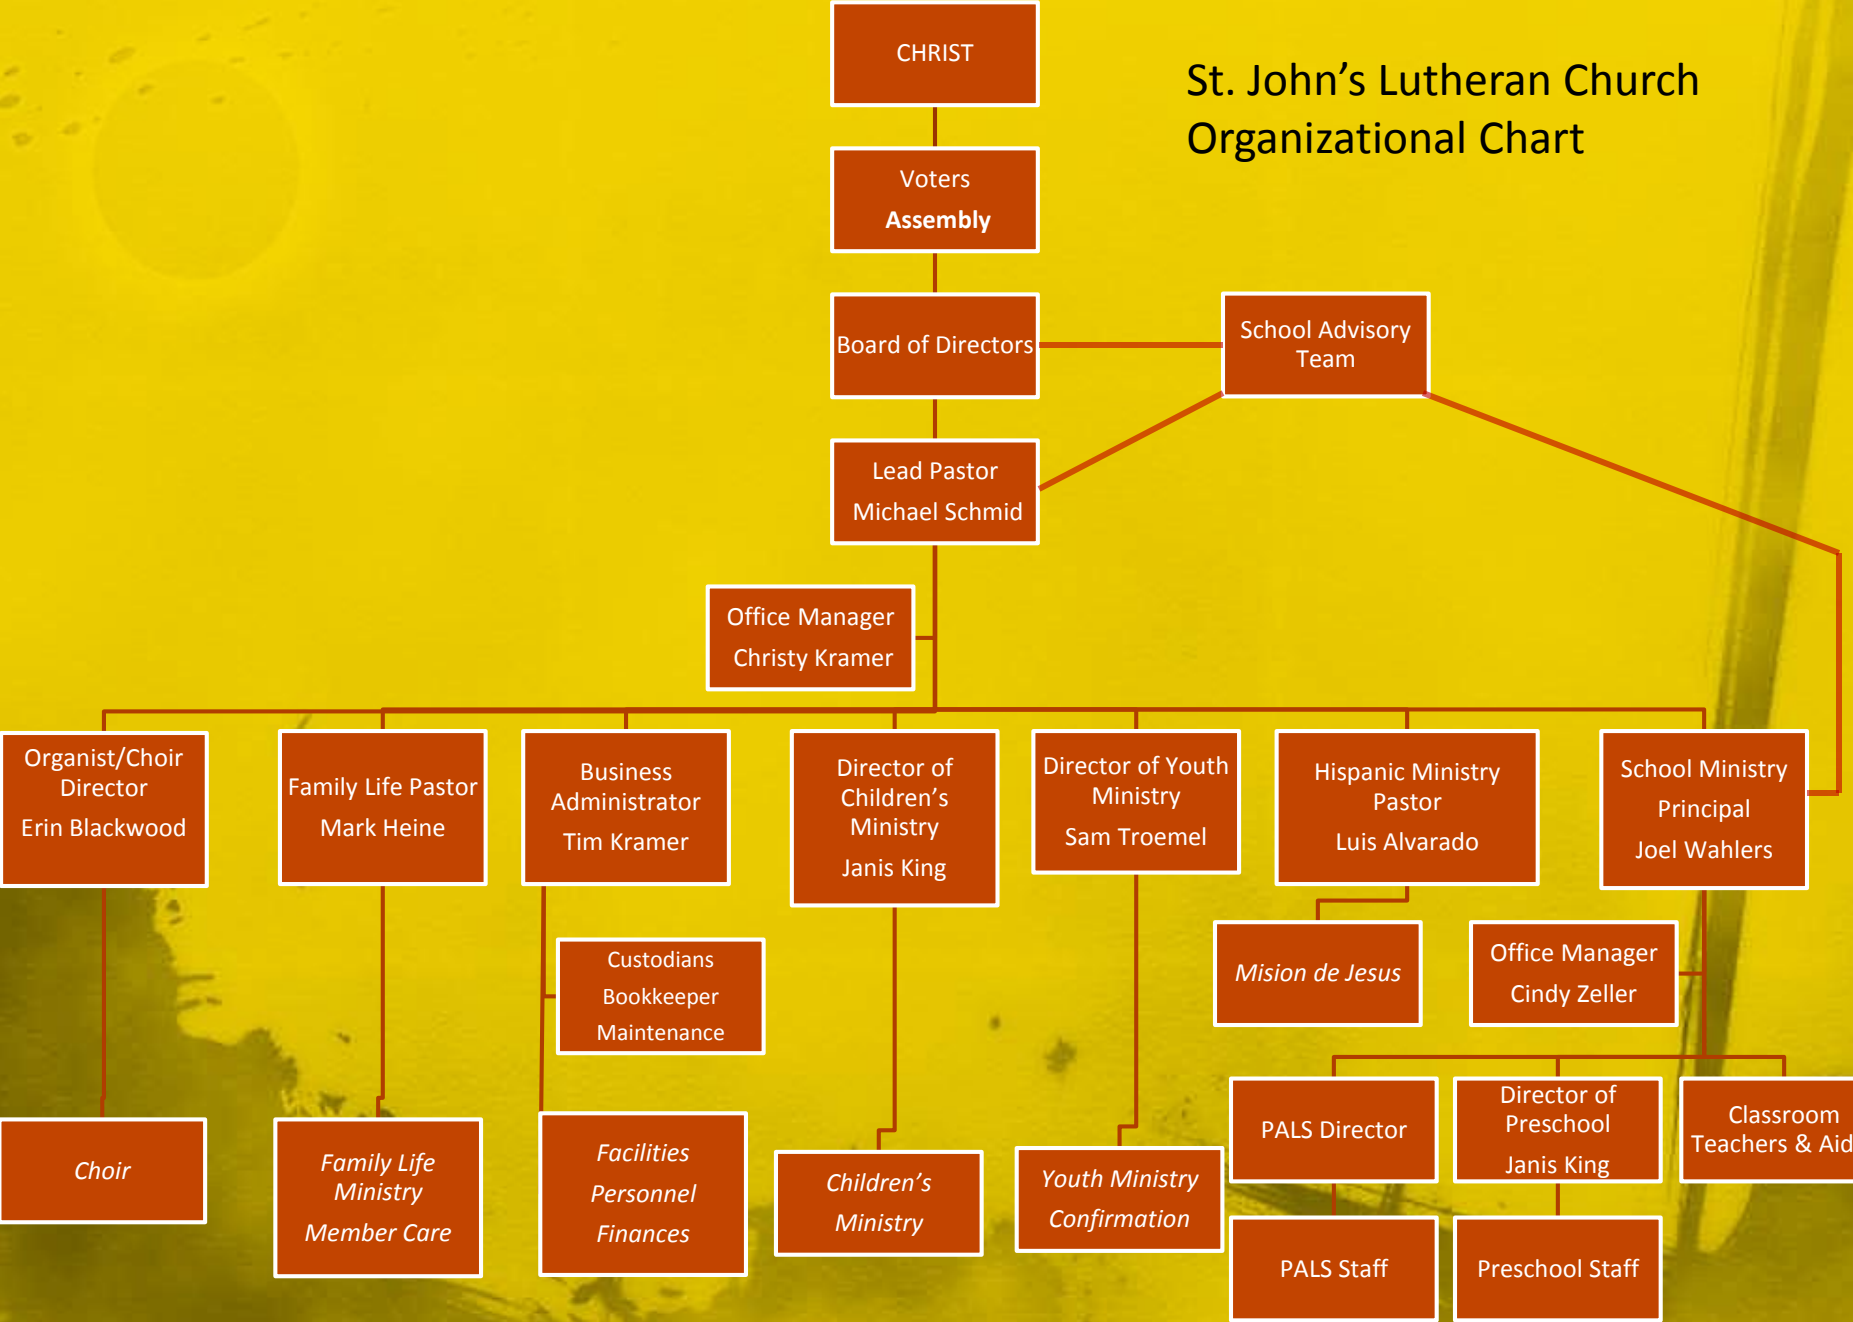 CHRIST
St. John’s Lutheran Church
Organizational Chart
Voters
Assembly
Board of Directors
School Advisory
Team
Lead Pastor
Michael Schmid
Office Manager
Christy Kramer
Organist/Choir
Director
Erin Blackwood
Family Life Pastor
Mark Heine
Business
Administrator
Tim Kramer
Director of
Children’s
Ministry
Janis King
Director of Youth
Ministry
Sam Troemel
Hispanic Ministry
Pastor
Luis Alvarado
School Ministry
Principal
Joel Wahlers
Custodians
Bookkeeper
Maintenance
Mision de Jesus
Office Manager
Cindy Zeller
Choir
Family Life
Ministry
Member Care
Facilities
Personnel
Finances
Children’s
Ministry
Youth Ministry
Confirmation
PALS Director
Director of
Preschool
Janis King
Classroom
Teachers & Aid
PALS Staff
Preschool Staff